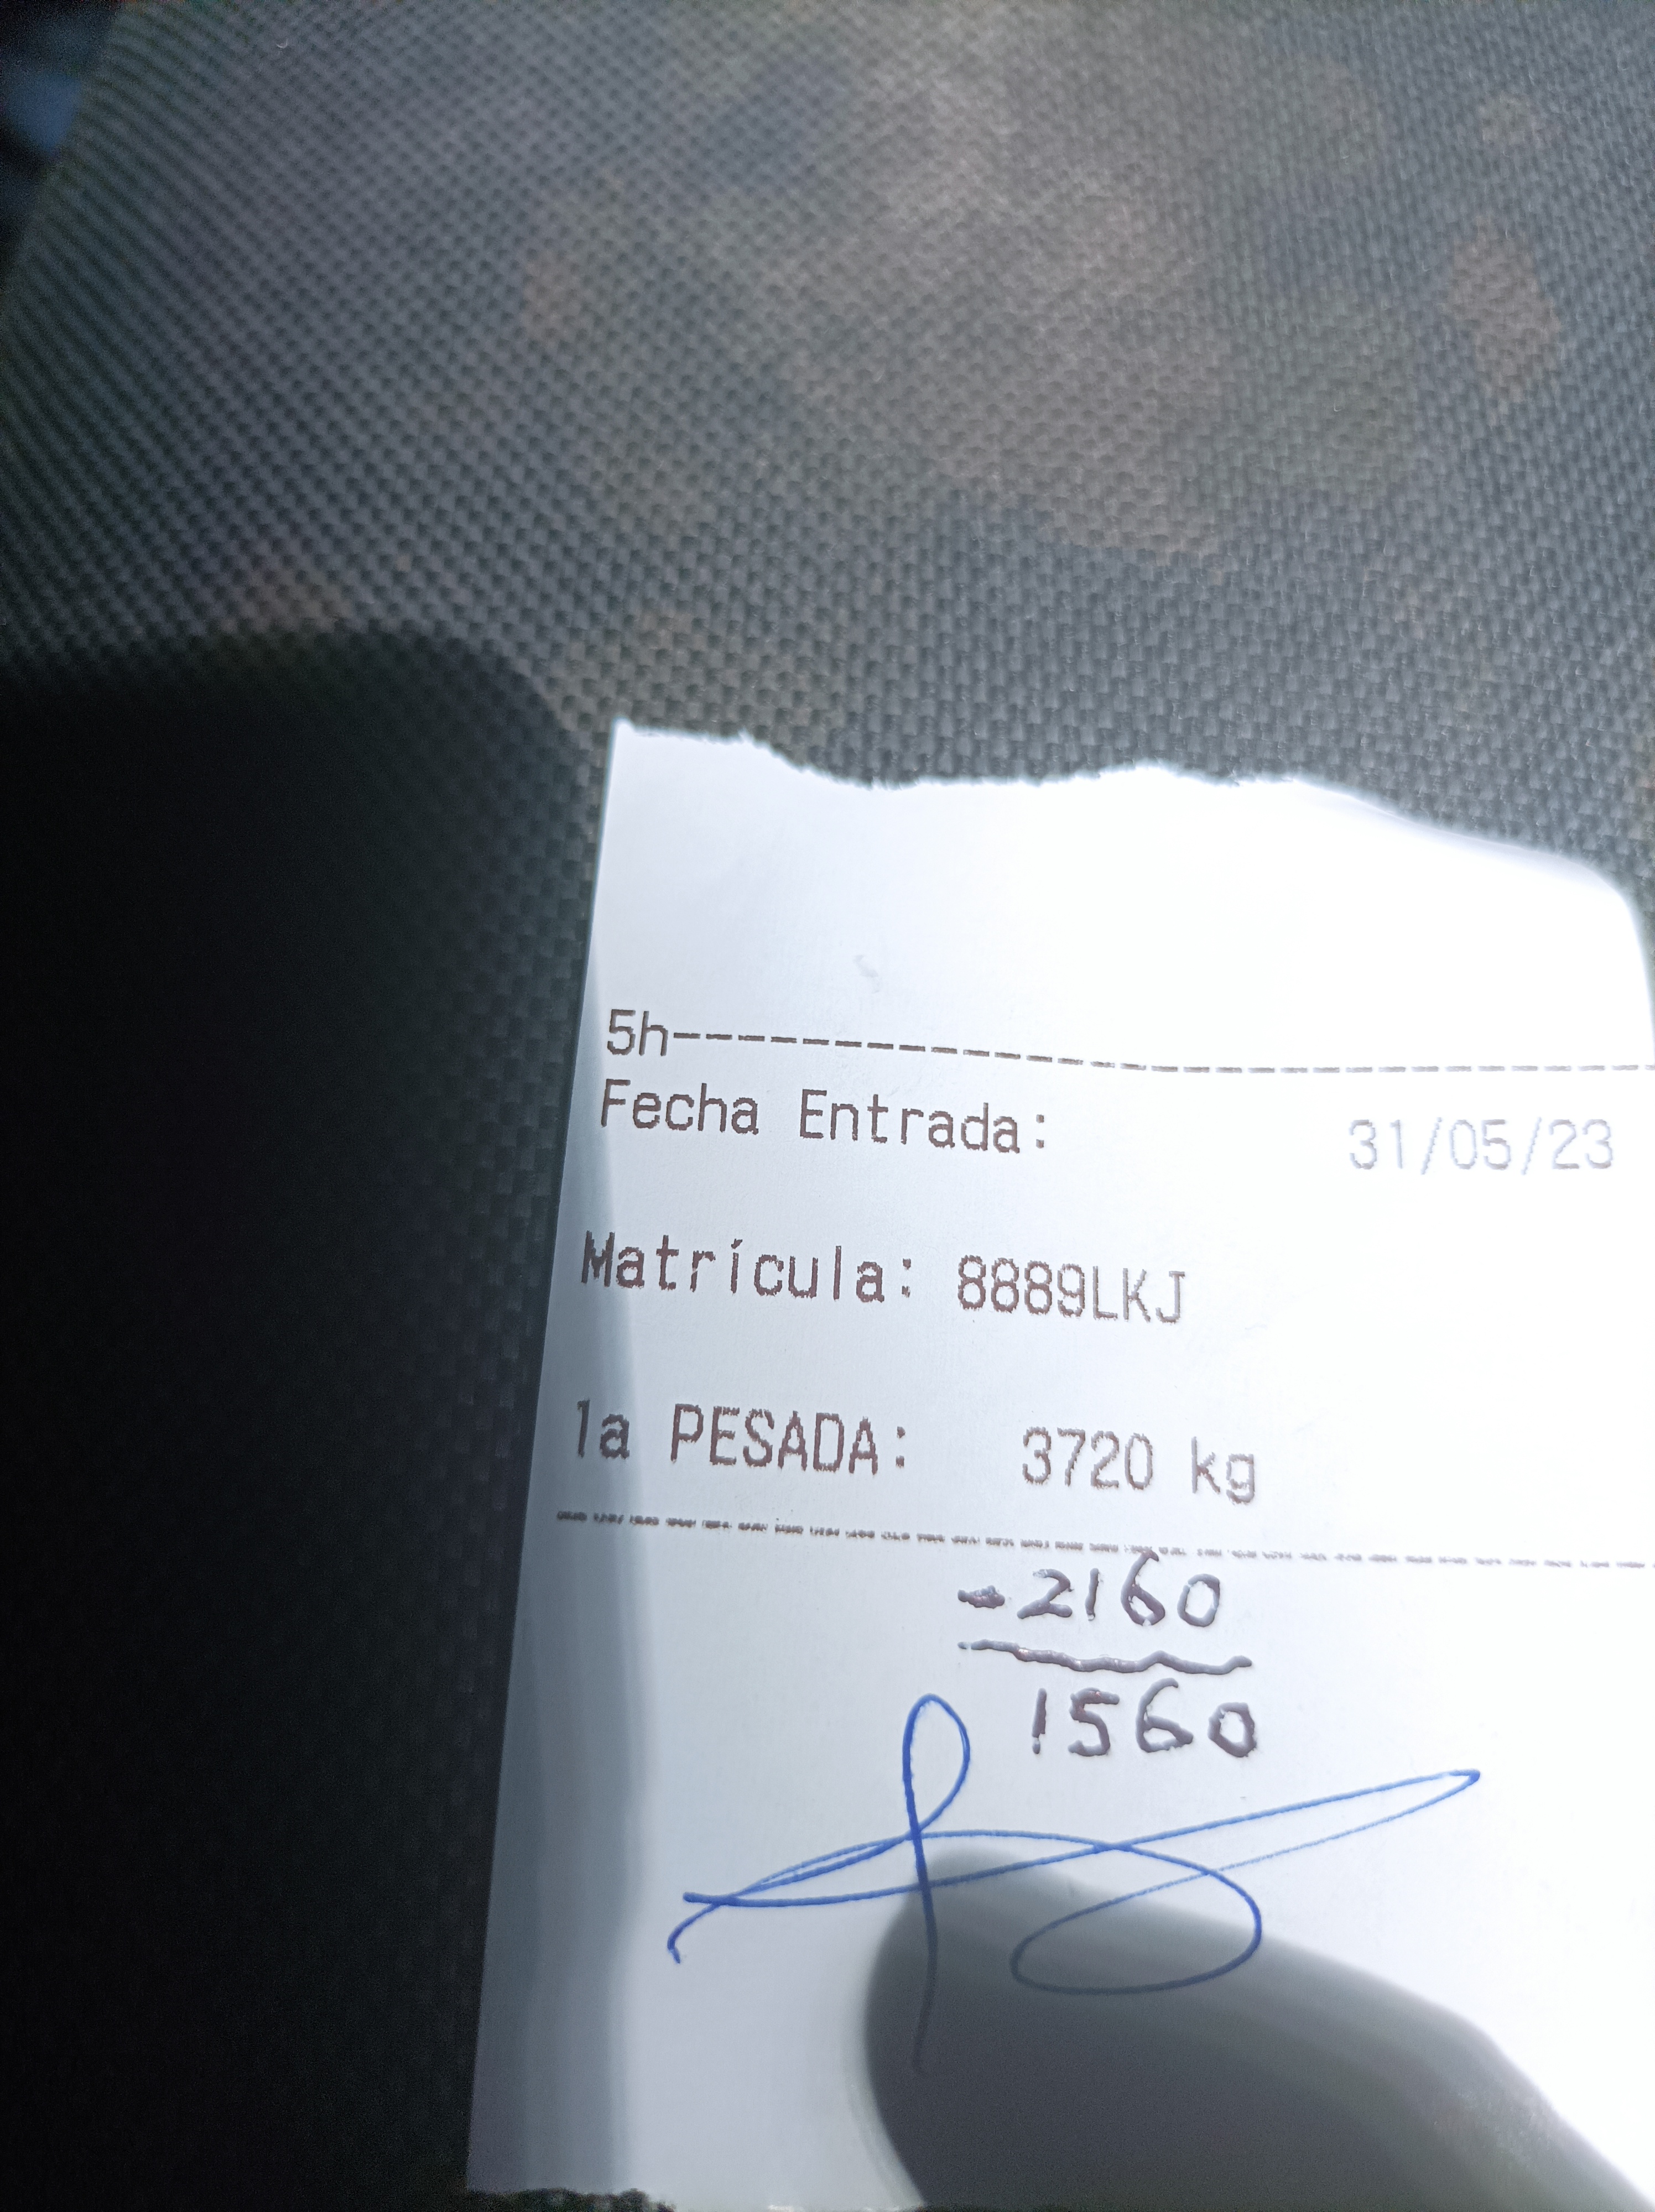 5h-------------------------------
Fecha Entrada: 31/05/23
Matrícula: 8889LKJ
1a PESADA: 3720 kg
-2160
1560